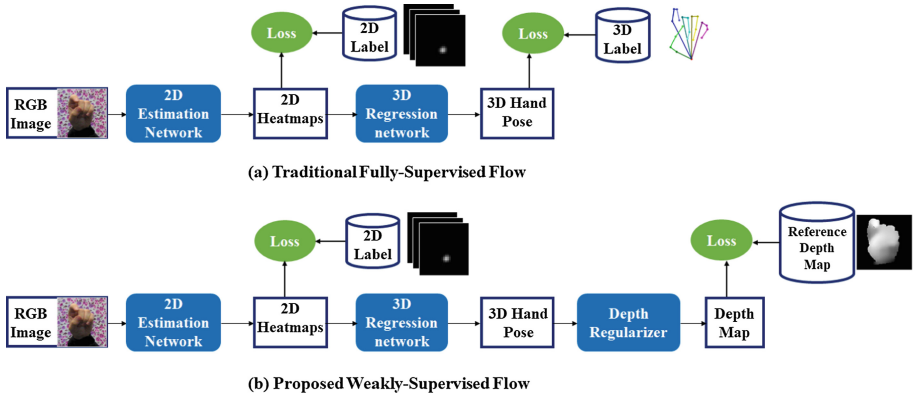 Loss
2D
Label
Loss
3D
Label
RGB
Image
2D
Estimation
Network
2D
Heatmaps
3D
Regression
network
3D Hand
Pose
(a) Traditional Fully-Supervised Flow
Loss
2D
Label
Loss
Reference
Depth
Map
RGB
Image
2D
Estimation
Network
2D
Heatmaps
3D
Regression
network
3D Hand
Pose
Depth
Regularizer
Depth
Map
(b) Proposed Weakly-Supervised Flow